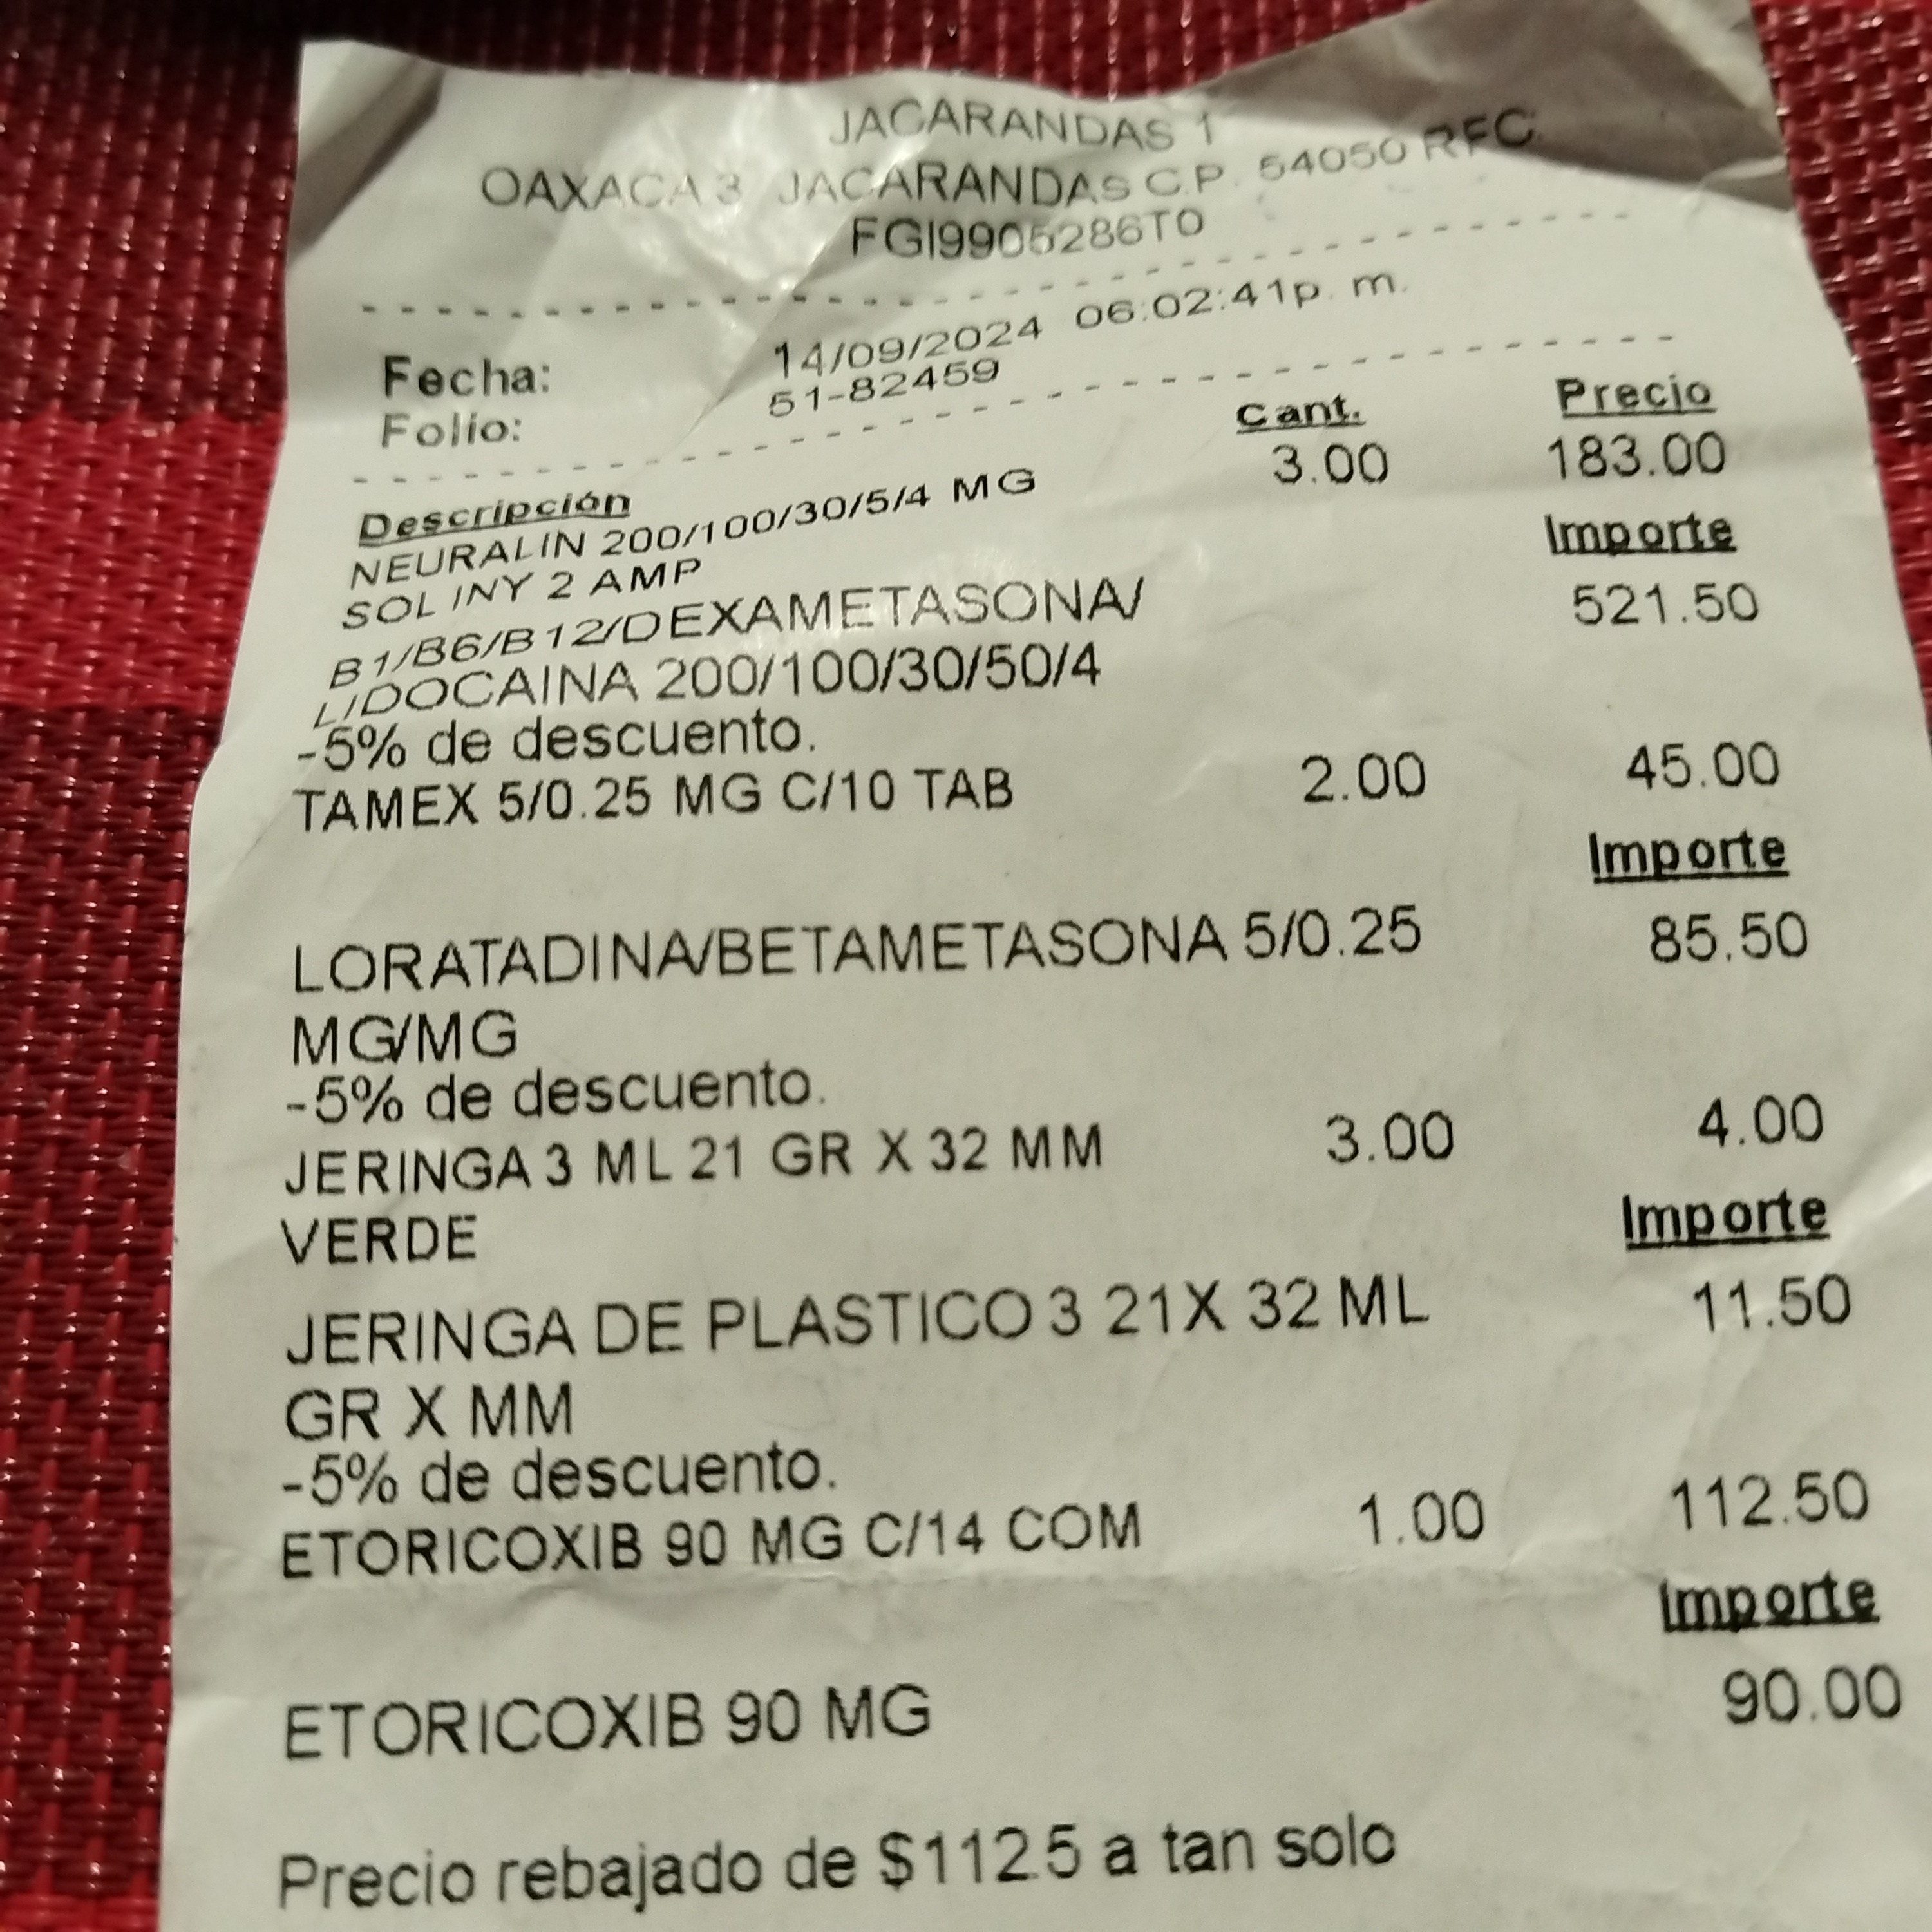 JACARANDAS 1
OAXACA 3 JACARANDAS C.P. 54050 RFC
FGI9905286T0
Fecha: 14/09/2024 06:02:41p. m.
Folio: 51-82459
Descripción Cant. Precio
NEURALIN 200/100/30/5/4 MG 3.00 183.00
SOL INY 2 AMP Importe
B1/B6/B12/DEXAMETASONA/ 521.50
LIDOCAINA 200/100/30/50/4
-5% de descuento.
TAMEX 5/0.25 MG C/10 TAB 2.00 45.00
Importe
LORATADINA/BETAMETASONA 5/0.25 85.50
MG/MG
-5% de descuento.
JERINGA 3 ML 21 GR X 32 MM 3.00 4.00
VERDE Importe
JERINGA DE PLASTICO 3 21X 32 ML 11.50
GR X MM
-5% de descuento.
ETORICOXIB 90 MG C/14 COM 1.00 112.50
Importe
ETORICOXIB 90 MG 90.00
Precio rebajado de $112.5 a tan solo